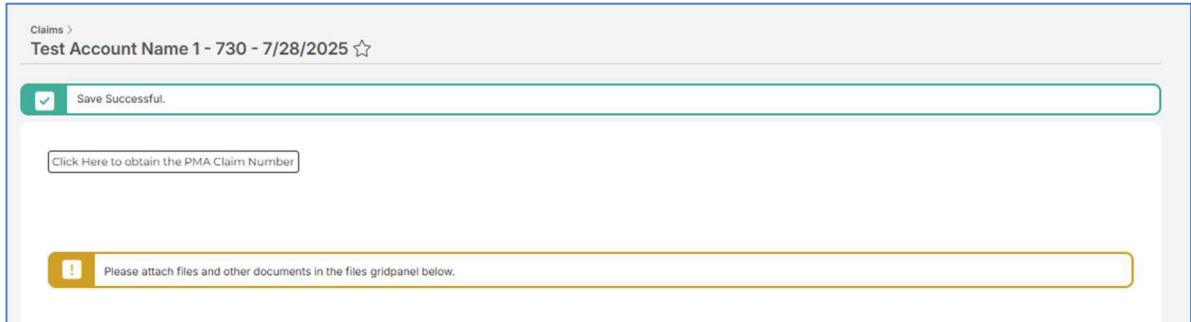 Claims >
Test Account Name 1 - 730 - 7/28/2025
Save Successful.
Click Here to obtain the PMA Claim Number
Please attach files and other documents in the files gridpanel below.